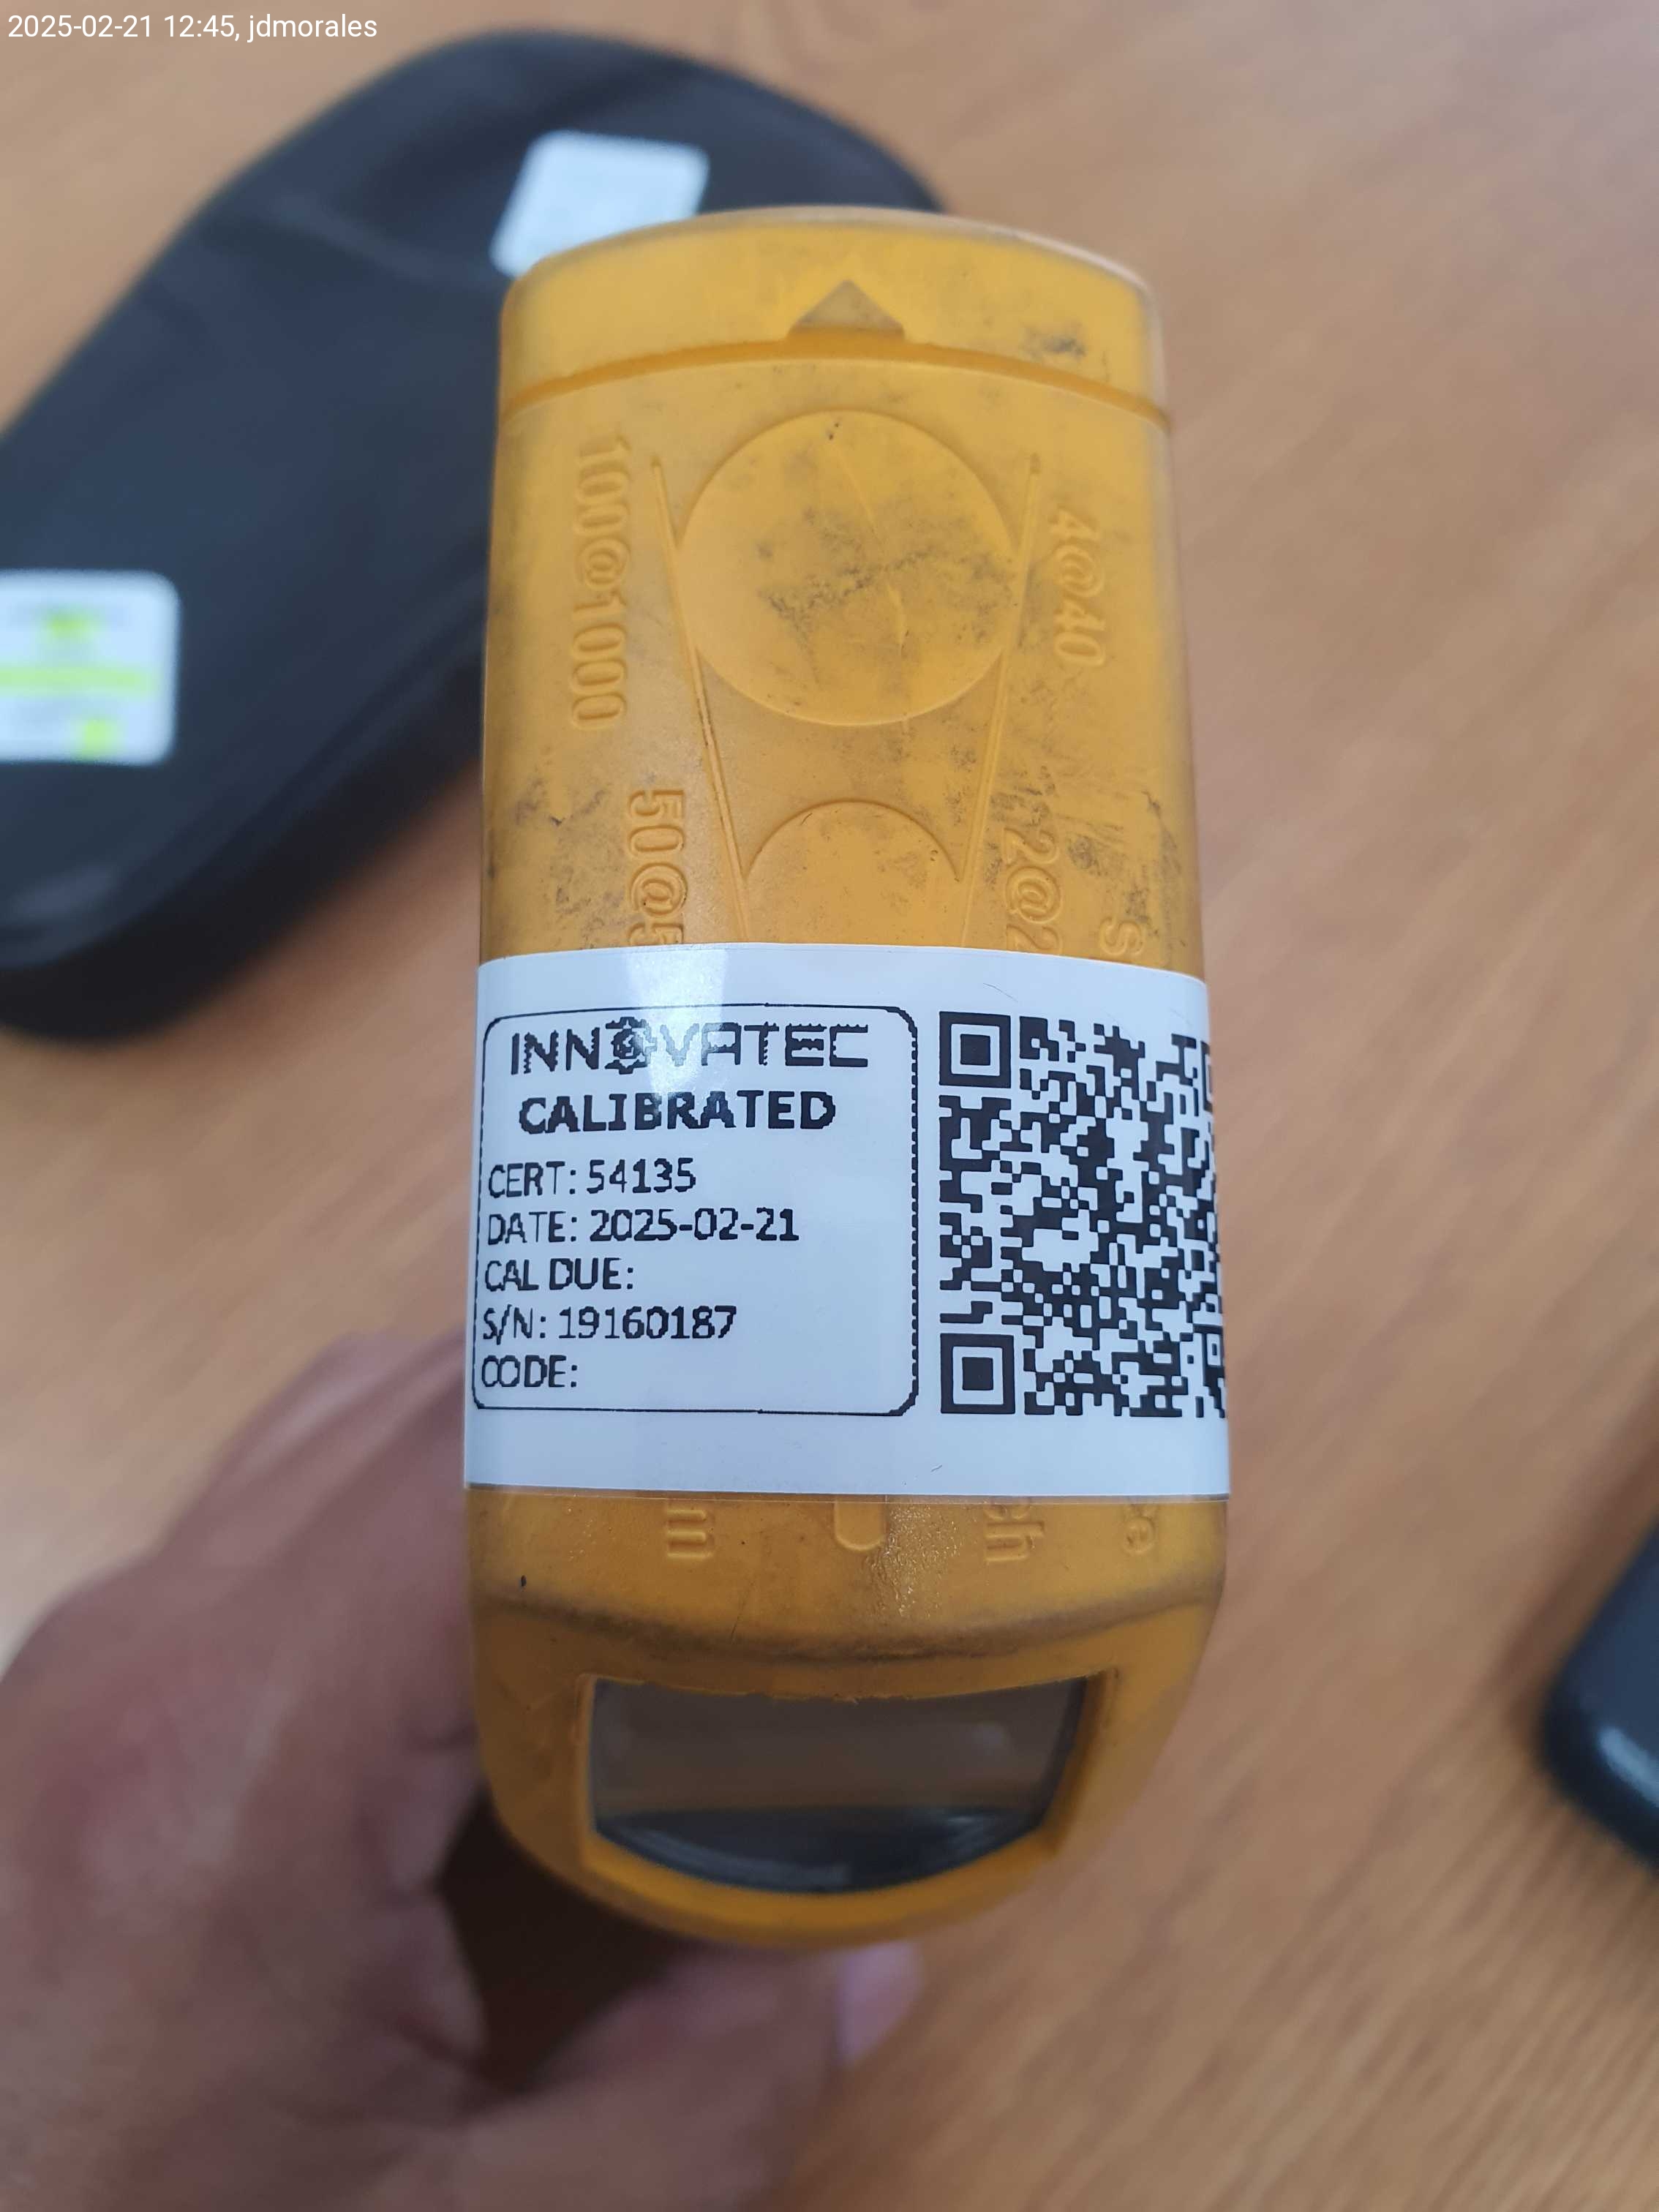 2025-02-21 12:45, jdmorales
100@1000
4@40
50@5
2@2
S
INNOVATEC
CALIBRATED
CERT: 54135
DATE: 2025-02-21
CAL DUE:
S/N: 19160187
CODE:
m
ch
e